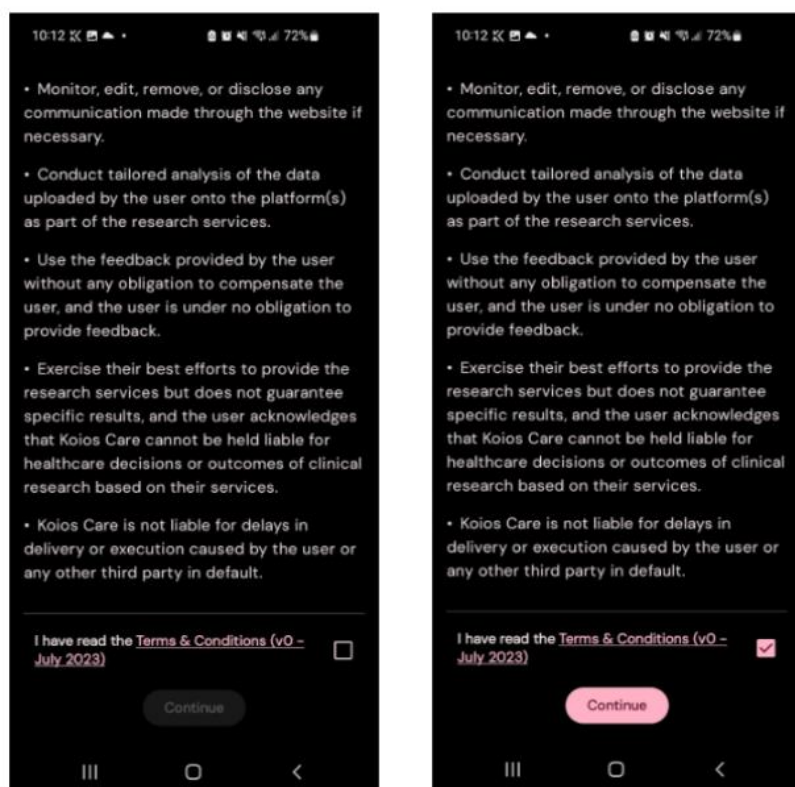 10:12
72%
• Monitor, edit, remove, or disclose any
communication made through the website if
necessary.
• Conduct tailored analysis of the data
uploaded by the user onto the platform(s)
as part of the research services.
• Use the feedback provided by the user
without any obligation to compensate the
user, and the user is under no obligation to
provide feedback.
• Exercise their best efforts to provide the
research services but does not guarantee
specific results, and the user acknowledges
that Koios Care cannot be held liable for
healthcare decisions or outcomes of clinical
research based on their services.
• Koios Care is not liable for delays in
delivery or execution caused by the user or
any other third party in default.
I have read the Terms & Conditions (v0 –
July 2023)
Continue
10:12
72%
• Monitor, edit, remove, or disclose any
communication made through the website if
necessary.
• Conduct tailored analysis of the data
uploaded by the user onto the platform(s)
as part of the research services.
• Use the feedback provided by the user
without any obligation to compensate the
user, and the user is under no obligation to
provide feedback.
• Exercise their best efforts to provide the
research services but does not guarantee
specific results, and the user acknowledges
that Koios Care cannot be held liable for
healthcare decisions or outcomes of clinical
research based on their services.
• Koios Care is not liable for delays in
delivery or execution caused by the user or
any other third party in default.
I have read the Terms & Conditions (v0 –
July 2023)
Continue